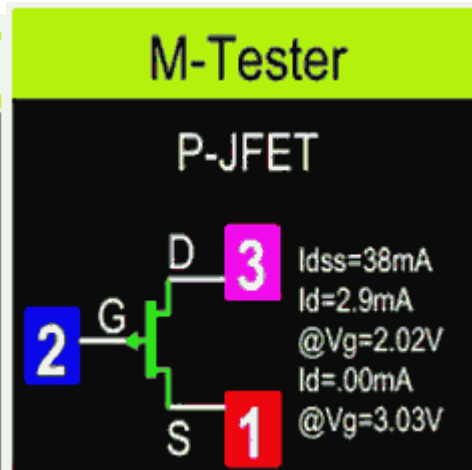 M-Tester
P-JFET
D
3
Idss=38mA
Id=2.9mA
@Vg=2.02V
Id=.00mA
@Vg=3.03V
G
2
S
1